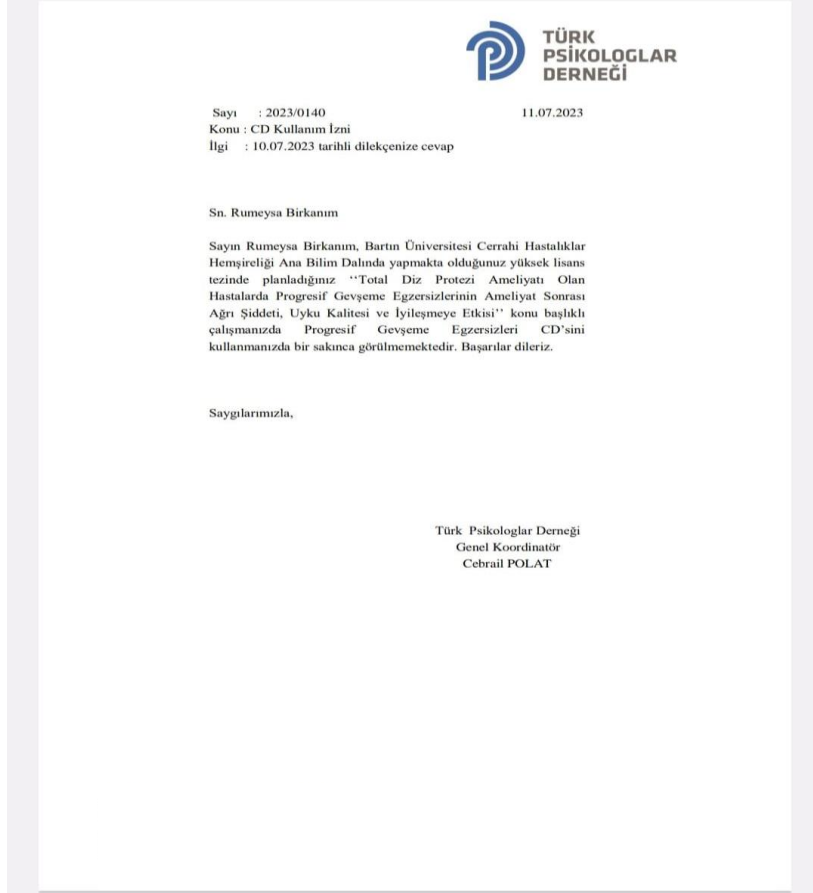 TÜRK
PSİKOLOGLAR
DERNEĞİ
Sayı : 2023/0140 11.07.2023
Konu : CD Kullanım İzni
İlgi : 10.07.2023 tarihli dilekçenize cevap
Sn. Rumeysa Birkanım
Sayın Rumeysa Birkanım, Bartın Üniversitesi Cerrahi Hastalıklar
Hemşireliği Ana Bilim Dalında yapmakta olduğunuz yüksek lisans
tezinde planladığınız ‘‘Total Diz Protezi Ameliyatı Olan
Hastalarda Progresif Gevşeme Egzersizlerinin Ameliyat Sonrası
Ağrı Şiddeti, Uyku Kalitesi ve İyileşmeye Etkisi’’ konu başlıklı
çalışmanızda Progresif Gevşeme Egzersizleri CD’sini
kullanmanızda bir sakınca görülmemektedir. Başarılar dileriz.
Saygılarımızla,
Türk Psikologlar Derneği
Genel Koordinatör
Cebrail POLAT